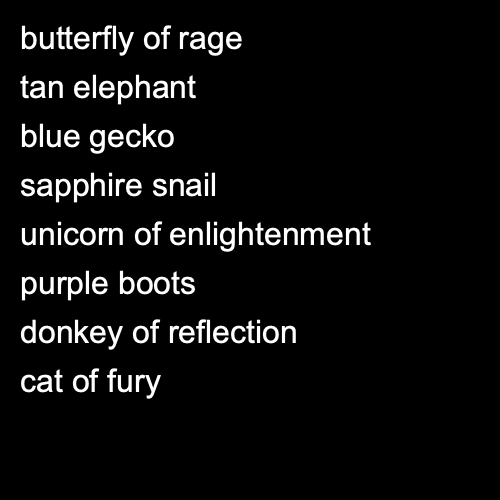 butterfly of rage
tan elephant
blue gecko
sapphire snail
unicorn of enlightenment
purple boots
donkey of reflection
cat of fury